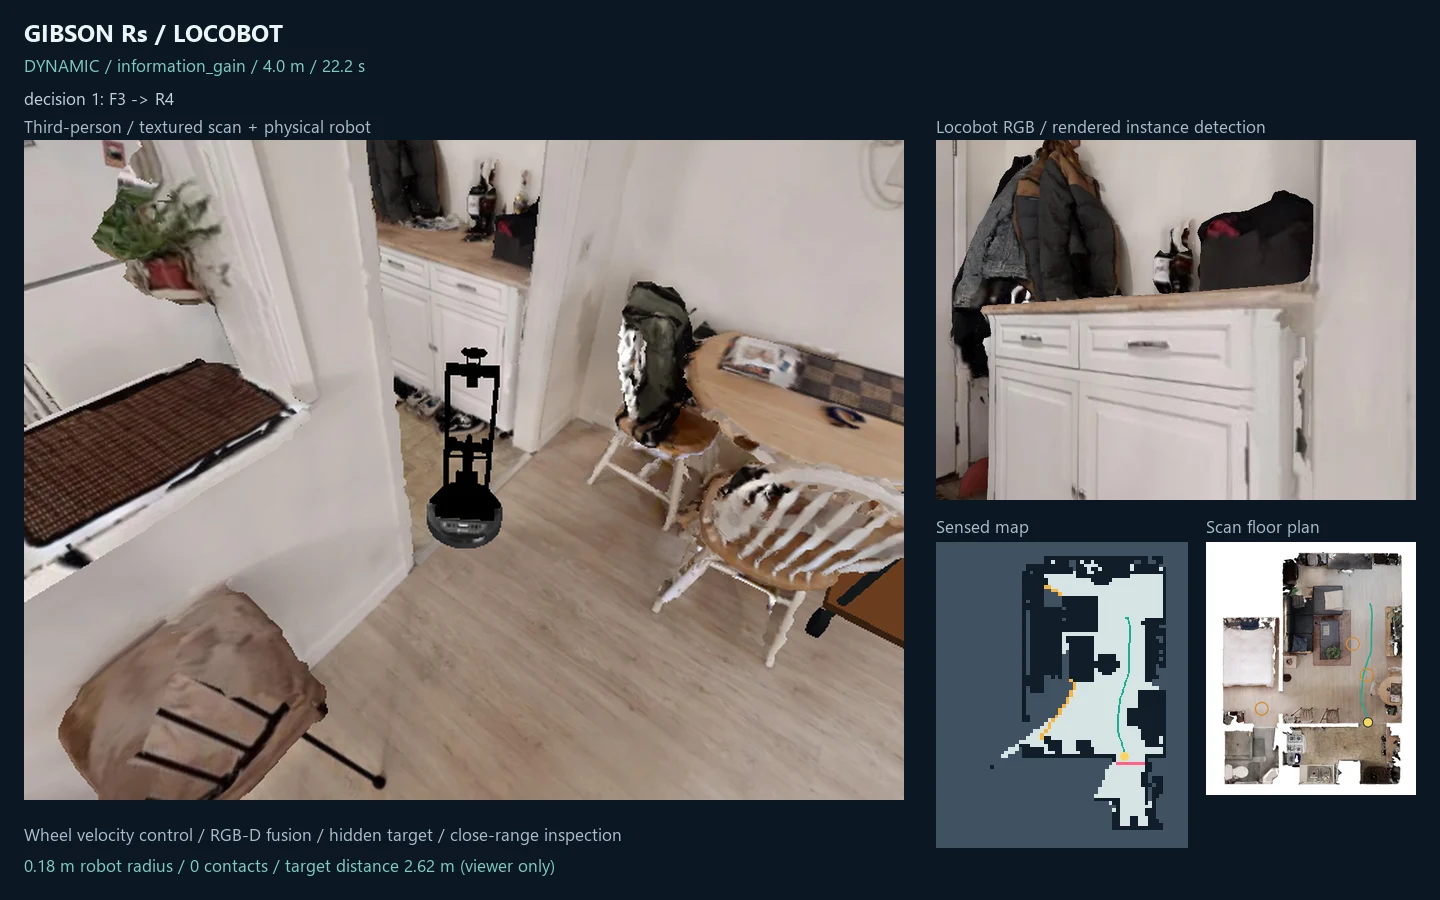 GIBSON Rs / LOCOBOT
DYNAMIC / information_gain / 4.0 m / 22.2 s
decision 1: F3 -> R4
Third-person / textured scan + physical robot
Locobot RGB / rendered instance detection
Sensed map
Scan floor plan
Wheel velocity control / RGB-D fusion / hidden target / close-range inspection
0.18 m robot radius / 0 contacts / target distance 2.62 m (viewer only)